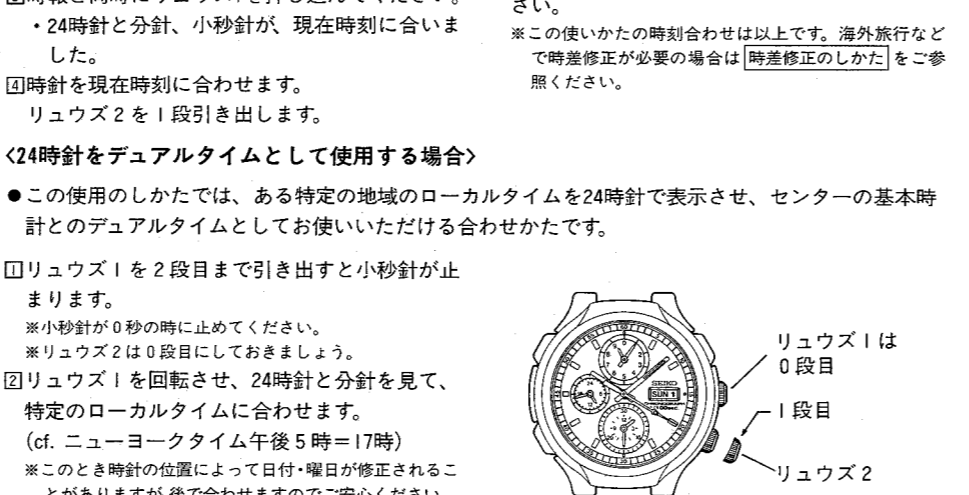 ・24時針と分針、小秒針が、現在時刻に合いま
した。
4時針を現在時刻に合わせます。
リュウズ2を1段引き出します。
さい。
※この使いかたの時刻合わせは以上です。海外旅行など
で時差修正が必要の場合は 時差修正のしかた をご参
照ください。
〈24時針をデュアルタイムとして使用する場合〉
●この使用のしかたでは、ある特定の地域のローカルタイムを24時針で表示させ、センターの基本時
計とのデュアルタイムとしてお使いいただける合わせかたです。
1リュウズ1を2段目まで引き出すと小秒針が止
まります。
※小秒針が0秒の時に止めてください。
※リュウズ2は0段目にしておきましょう。
2リュウズ1を回転させ、24時針と分針を見て、
特定のローカルタイムに合わせます。
(cf. ニューヨークタイム午後5時=17時)
※このとき時針の位置によって日付・曜日が修正されるこ
とがありますが、後で合わせますのでご安心ください。
リュウズ1は
0段目
1段目
リュウズ2
SEIKO
SUN 1